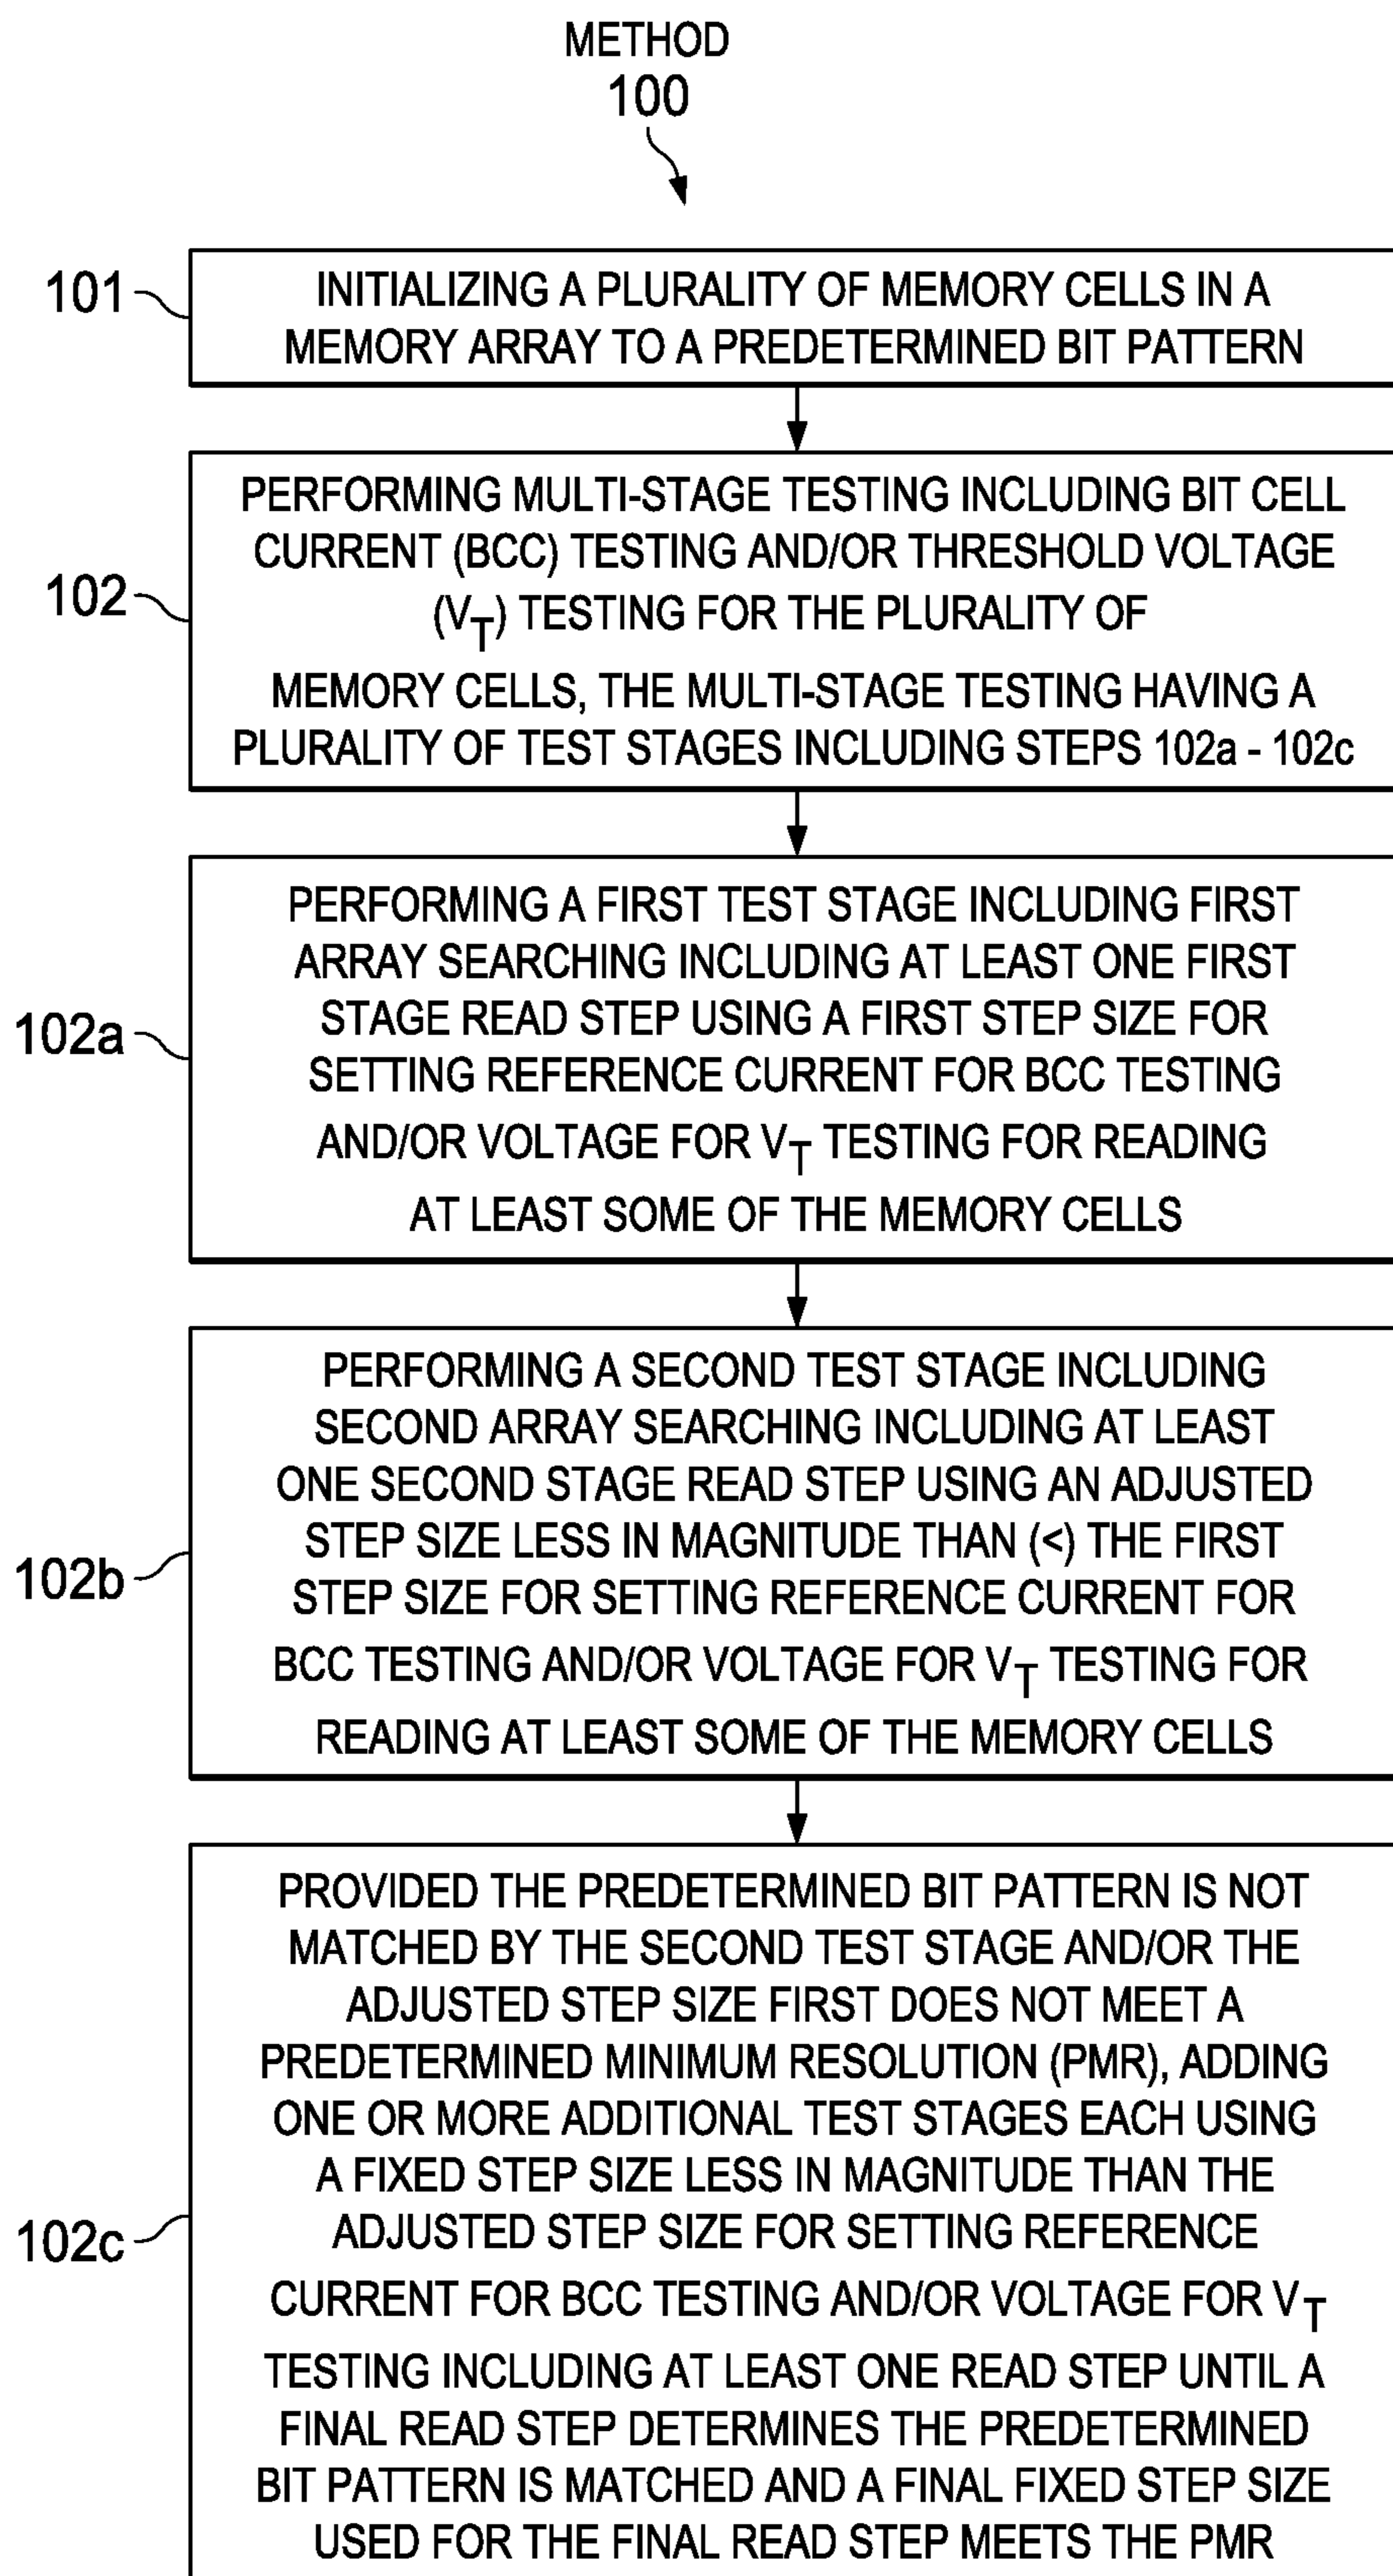 METHOD
100
101
INITIALIZING A PLURALITY OF MEMORY CELLS IN A
MEMORY ARRAY TO A PREDETERMINED BIT PATTERN
102
PERFORMING MULTI-STAGE TESTING INCLUDING BIT CELL
CURRENT (BCC) TESTING AND/OR THRESHOLD VOLTAGE
(VT) TESTING FOR THE PLURALITY OF
MEMORY CELLS, THE MULTI-STAGE TESTING HAVING A
PLURALITY OF TEST STAGES INCLUDING STEPS 102a - 102c
102a
PERFORMING A FIRST TEST STAGE INCLUDING FIRST
ARRAY SEARCHING INCLUDING AT LEAST ONE FIRST
STAGE READ STEP USING A FIRST STEP SIZE FOR
SETTING REFERENCE CURRENT FOR BCC TESTING
AND/OR VOLTAGE FOR VT TESTING FOR READING
AT LEAST SOME OF THE MEMORY CELLS
102b
PERFORMING A SECOND TEST STAGE INCLUDING
SECOND ARRAY SEARCHING INCLUDING AT LEAST
ONE SECOND STAGE READ STEP USING AN ADJUSTED
STEP SIZE LESS IN MAGNITUDE THAN (<) THE FIRST
STEP SIZE FOR SETTING REFERENCE CURRENT FOR
BCC TESTING AND/OR VOLTAGE FOR VT TESTING FOR
READING AT LEAST SOME OF THE MEMORY CELLS
102c
PROVIDED THE PREDETERMINED BIT PATTERN IS NOT
MATCHED BY THE SECOND TEST STAGE AND/OR THE
ADJUSTED STEP SIZE FIRST DOES NOT MEET A
PREDETERMINED MINIMUM RESOLUTION (PMR), ADDING
ONE OR MORE ADDITIONAL TEST STAGES EACH USING
A FIXED STEP SIZE LESS IN MAGNITUDE THAN THE
ADJUSTED STEP SIZE FOR SETTING REFERENCE
CURRENT FOR BCC TESTING AND/OR VOLTAGE FOR VT
TESTING INCLUDING AT LEAST ONE READ STEP UNTIL A
FINAL READ STEP DETERMINES THE PREDETERMINED
BIT PATTERN IS MATCHED AND A FINAL FIXED STEP SIZE
USED FOR THE FINAL READ STEP MEETS THE PMR